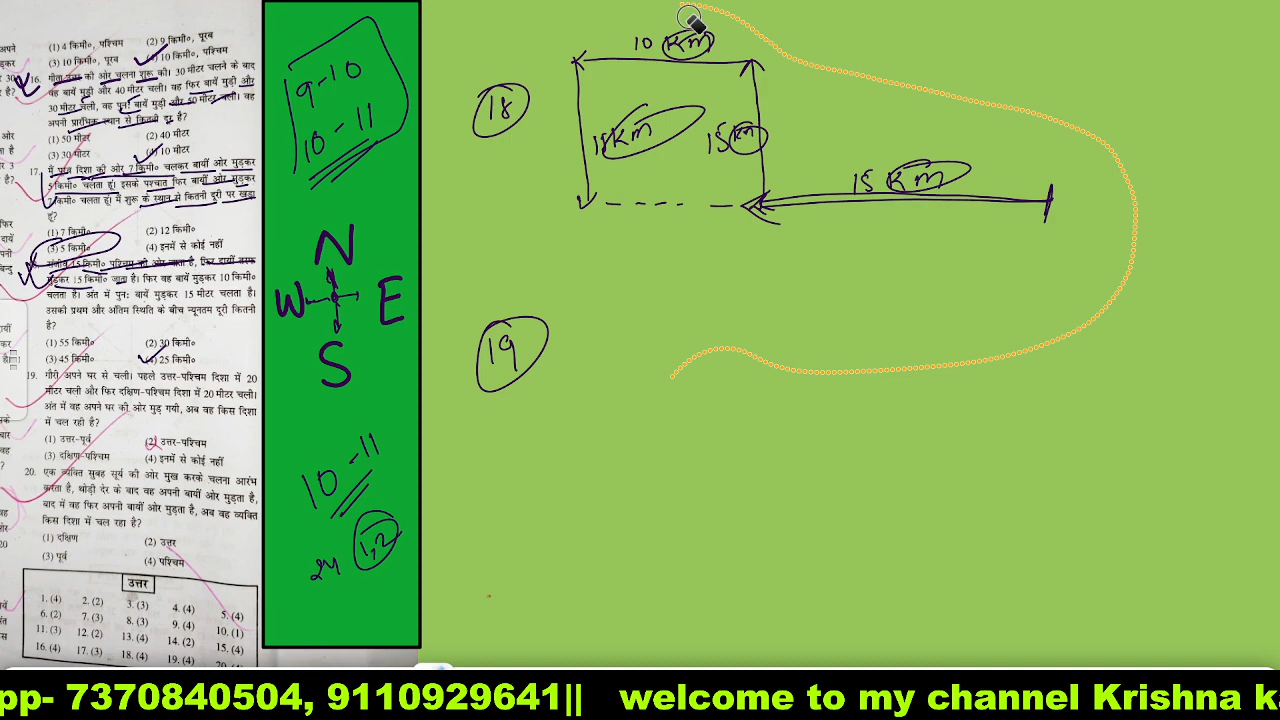 (1) 4 किमी०, पश्चिम (2) 9 किमी०, पूरब
(3) 10 किमी०, पूरब 10 किमी०, पश्चिम
16. की ओर चलना शुरू की। 30 मीटर चलने के बाद
वह बायें मुड़ी और 40 मीटर चली। वह फिर बायें मुड़ी और
30 मीटर चली, वह पुनः बायें मुड़ी और 50 मीटर चली। वह
अपनी प्रारंभिक स्थान से कितनी दूर है?
(1) 50 मीटर (2) 40 मीटर
(3) 30 मीटर (4) 10 मीटर
17. मैं दिशा की ओर 7 किमी० चलकर बायीं ओर मुड़कर
5 किमी० चलता हूं। इसके पश्चात फिर बायीं ओर मुड़कर
किमी० चलता हूं। मैं शुरू के स्थान से कितनी दूरी पर खड़ा
हूं?
(1) 7 किमी० (2) 12 किमी०
(3) 5 किमी० (4) इनमें से कोई नहीं
15 किमी० पश्चिम की ओर जाता है, फिर दायीं तरफ
मुड़कर 15 किमी० जाता है। फिर वह बायें मुड़कर 10 किमी०
चलता है। अंत में पुनः बायें मुड़कर 15 मीटर चलता है।
उसकी प्रथम और अंतिम स्थिति के बीच न्यूनतम दूरी कितनी
है?
(1) 55 किमी० (2) 30 किमी०
(3) 45 किमी० (4) 25 किमी०
19. गीरो अपने घर से चली। पहले उत्तर-पश्चिम दिशा में 20
मीटर चली ओर फिर दक्षिण-पश्चिम दिशा में 20 मीटर चली।
अंत में वह अपने घर की ओर मुड़ गयी, अब वह किस दिशा
में चल रही है?
(1) उत्तर-पूर्व (2) उत्तर-पश्चिम
(3) दक्षिण-पश्चिम (4) इनमें से कोई नहीं
20. एक व्यक्ति सुबह सूर्य की ओर मुख करके चलना आरंभ
करता है, थोड़ी देर के बाद वह अपनी बायीं ओर मुड़ता है,
बाद में वह फिर अपनी बायीं ओर मुड़ता है, अब वह व्यक्ति
किस दिशा में चल रहा है?
(1) दक्षिण (2) उत्तर
(3) पूर्व (4) पश्चिम
उत्तर
1. (4) 2. (2) 3. (3) 4. (4) 5. (4)
6. (2) 7. (3) 8. (3) 9. (4) 10. (1)
11. (3) 12. (2) 13. (4) 14. (2) 15. (4)
16. (4) 17. (3) 18. (4) 19. (4)
9-10
10-11
N
W E
S
10-11
1,2
18
10 Km
15Km
15 Km
15 Km
19
pp- 7370840504, 9110929641|| welcome to my channel Krishna k